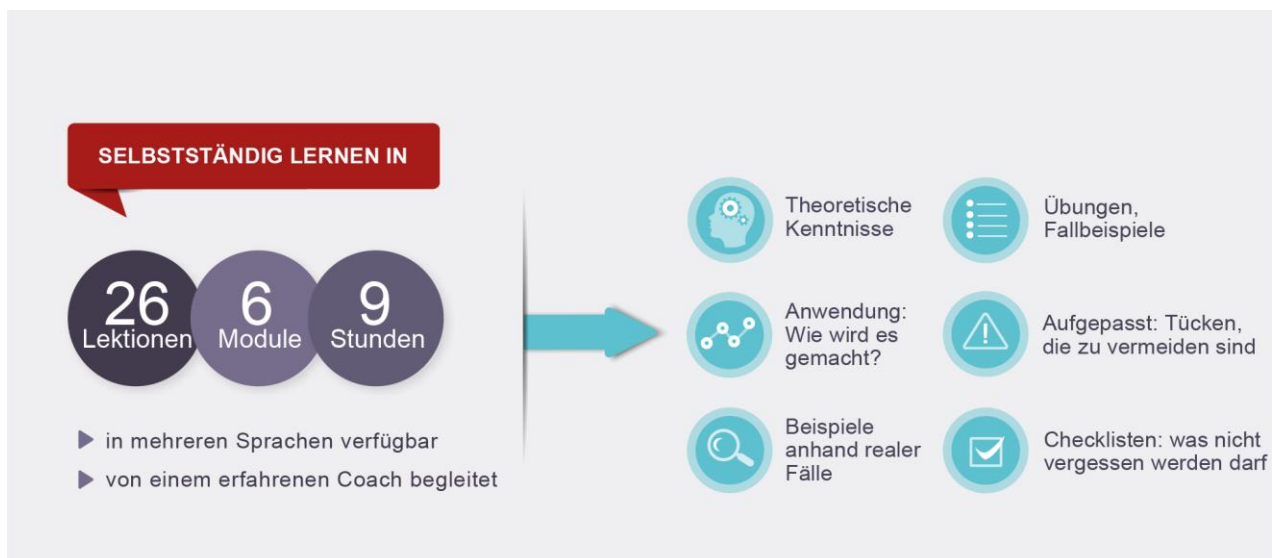 SELBSTSTÄNDIG LERNEN IN
26
Lektionen
6
Module
9
Stunden
in mehreren Sprachen verfügbar
von einem erfahrenen Coach begleitet
Theoretische
Kenntnisse
Anwendung:
Wie wird es
gemacht?
Beispiele
anhand realer
Fälle
Übungen,
Fallbeispiele
Aufgepasst: Tücken,
die zu vermeiden sind
Checklisten: was nicht
vergessen werden darf